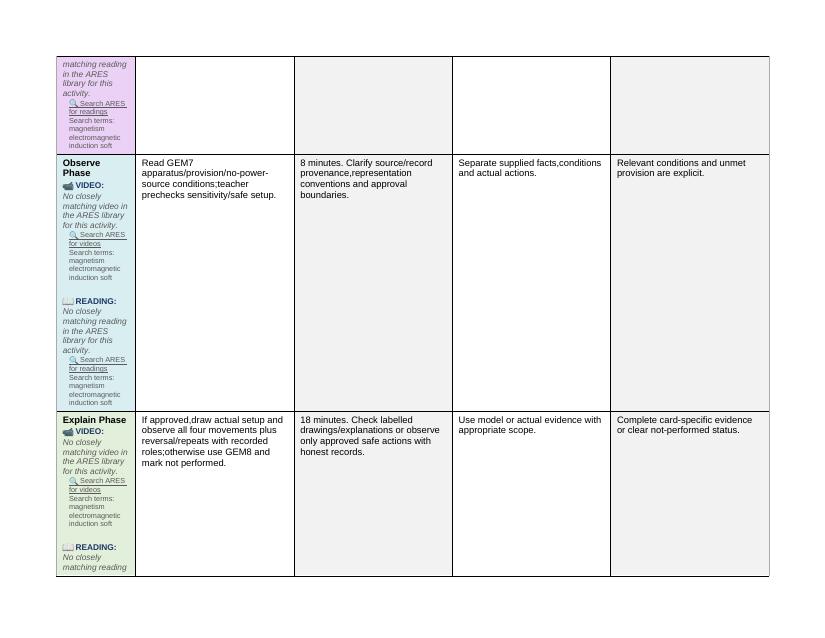 matching reading
in the ARES
library for this
activity.
🔍 Search ARES
for readings
Search terms:
magnetism
electromagnetic
induction soft
Observe
Phase
📹 VIDEO:
No closely
matching video in
the ARES library
for this activity.
🔍 Search ARES
for videos
Search terms:
magnetism
electromagnetic
induction soft
📖 READING:
No closely
matching reading
in the ARES
library for this
activity.
🔍 Search ARES
for readings
Search terms:
magnetism
electromagnetic
induction soft
Read GEM7
apparatus/provision/no-power-
source conditions;teacher
prechecks sensitivity/safe setup.
8 minutes. Clarify source/record
provenance,representation
conventions and approval
boundaries.
Separate supplied facts,conditions
and actual actions.
Relevant conditions and unmet
provision are explicit.
Explain Phase
📹 VIDEO:
No closely
matching video in
the ARES library
for this activity.
🔍 Search ARES
for videos
Search terms:
magnetism
electromagnetic
induction soft
📖 READING:
No closely
matching reading
If approved,draw actual setup and
observe all four movements plus
reversal/repeats with recorded
roles;otherwise use GEM8 and
mark not performed.
18 minutes. Check labelled
drawings/explanations or observe
only approved safe actions with
honest records.
Use model or actual evidence with
appropriate scope.
Complete card-specific evidence
or clear not-performed status.